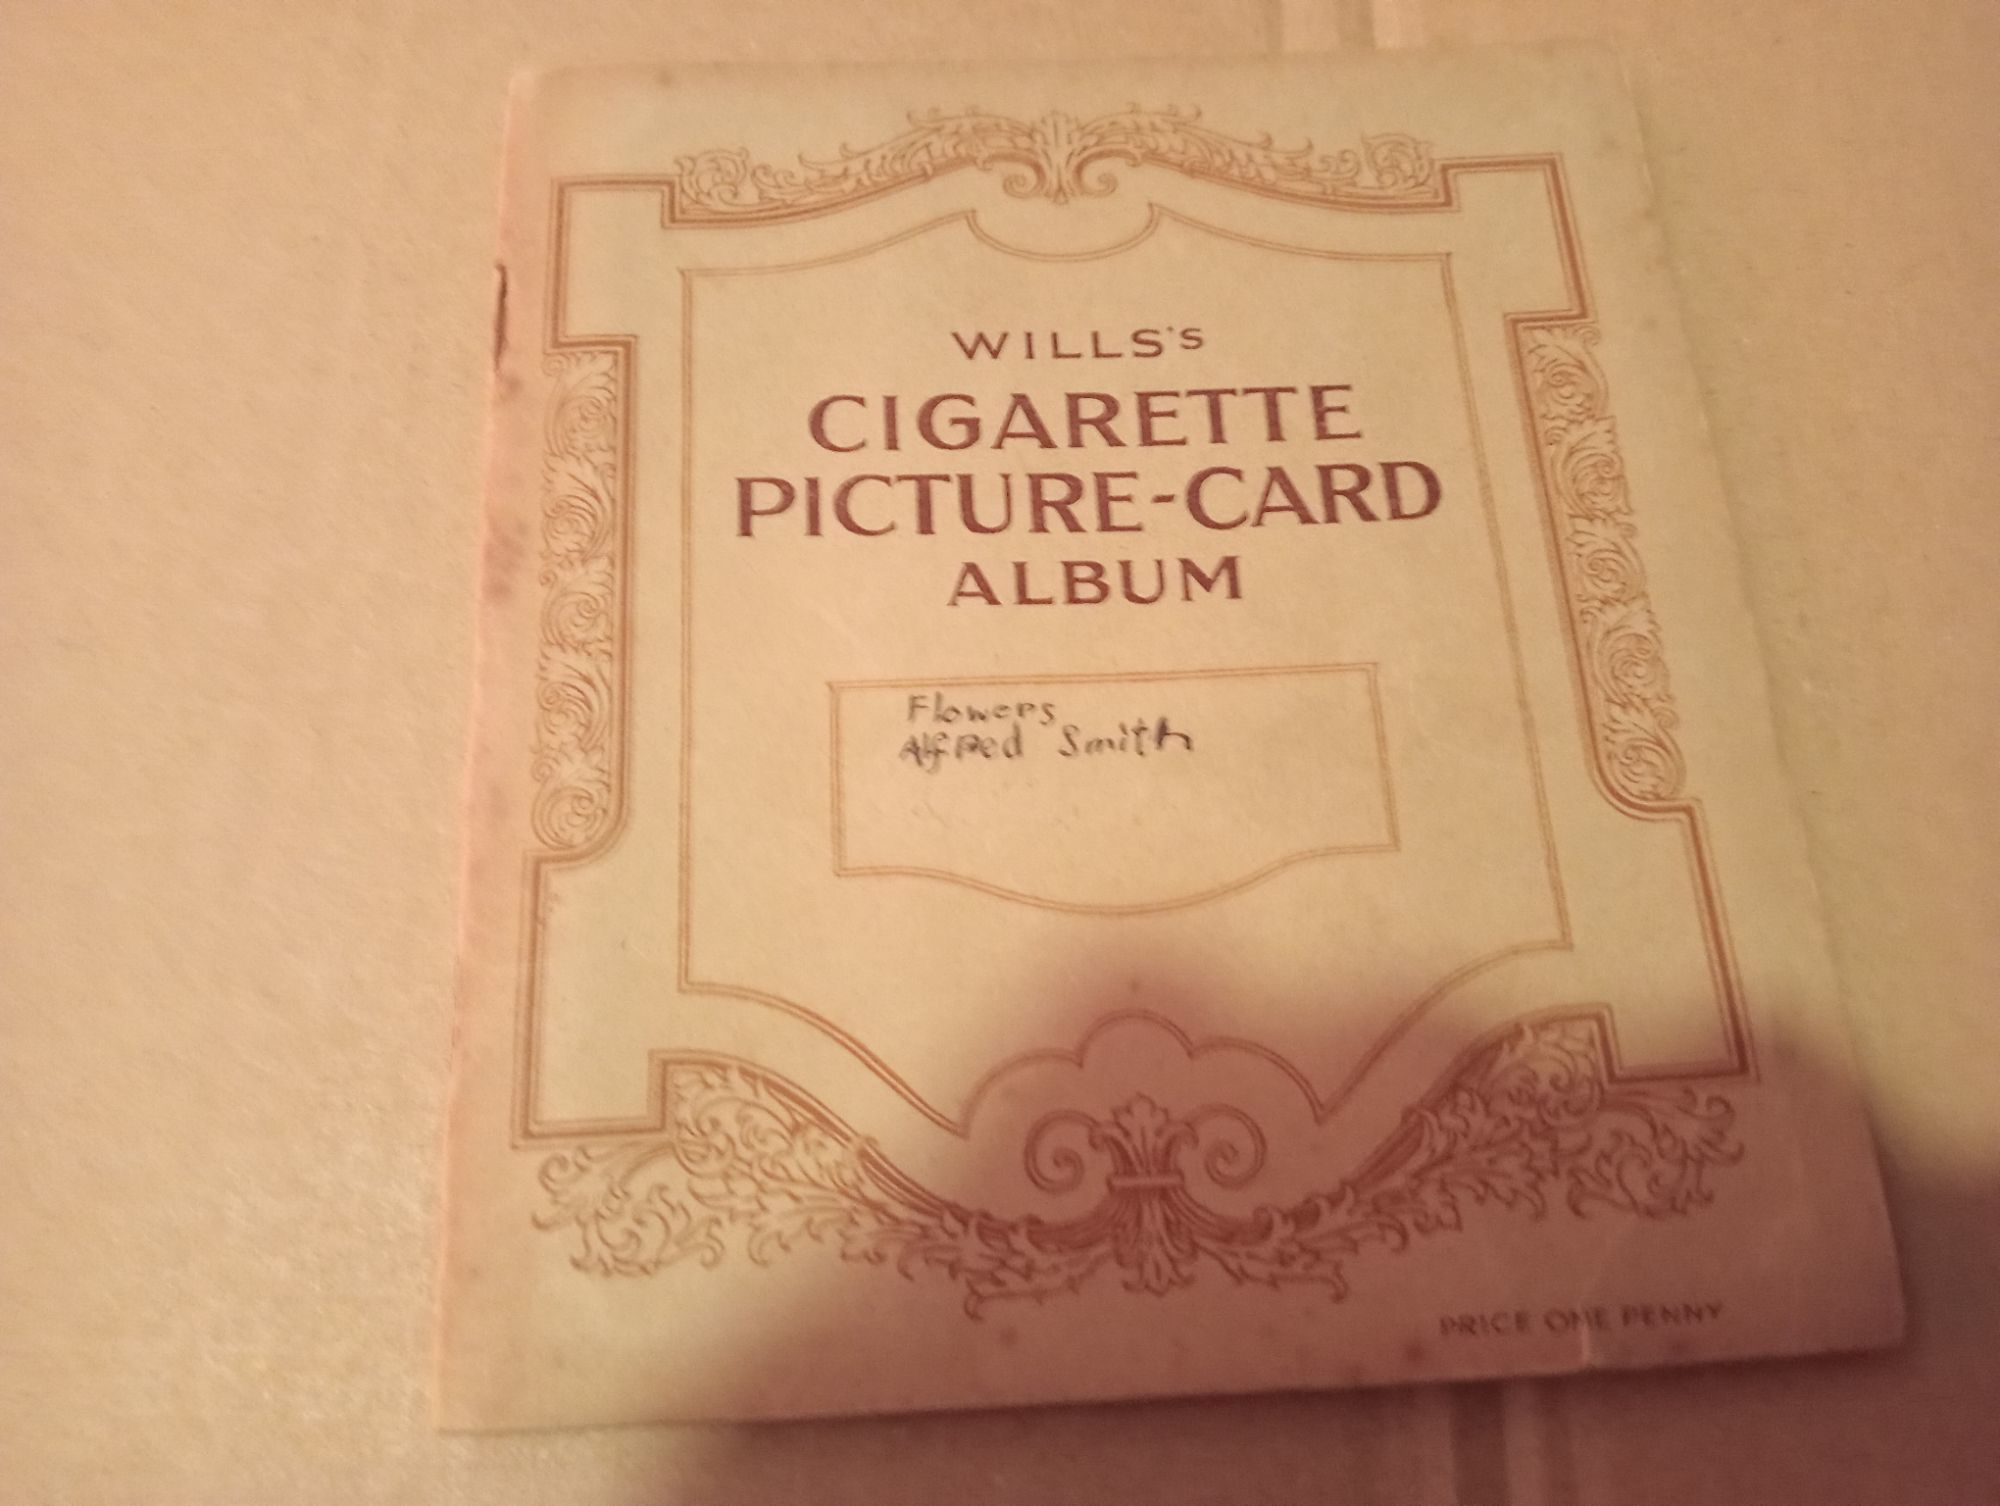 WILLS'S
CIGARETTE
PICTURE-CARD
ALBUM
Flowers
Alfred Smith
PRICE ONE PENNY